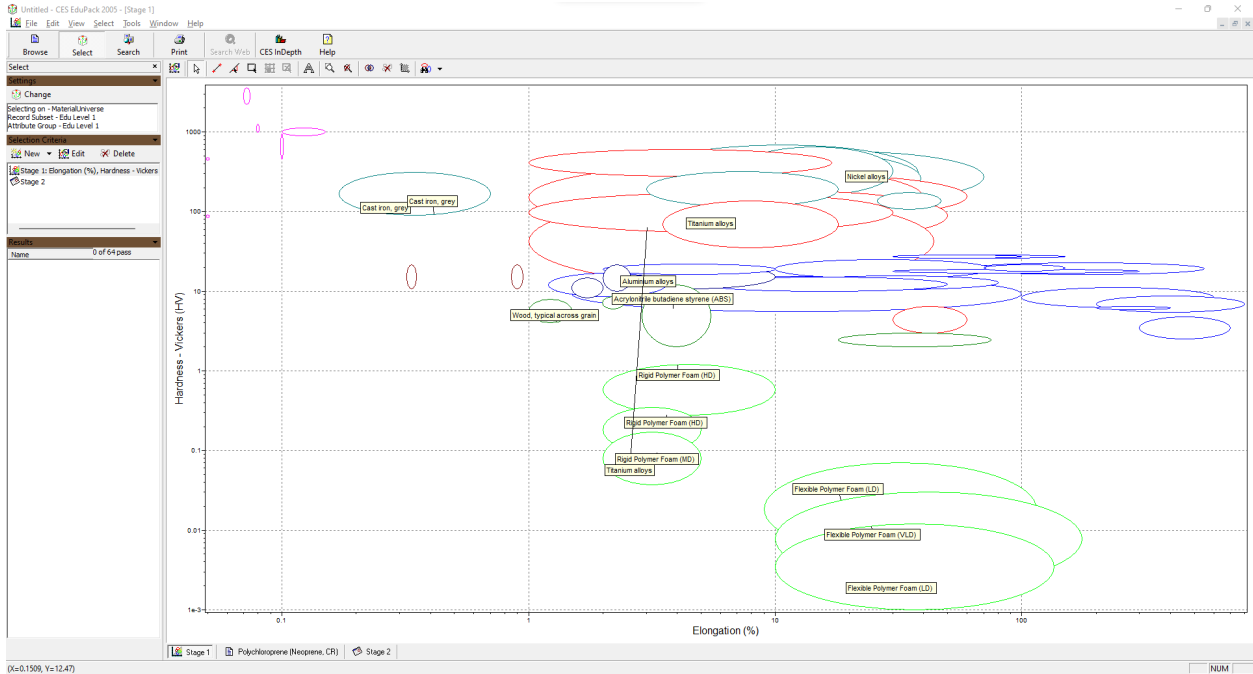 Untitled - CES EduPack 2005 - [Stage 1]
File Edit View Select Tools Window Help
Browse Select Search Print Search Web CES InDepth Help
Select
Settings
Change
Selecting on - MaterialUniverse
Record Subset - Edu Level 1
Attribute Group - Edu Level 1
Selection Criteria
New Edit Delete
Stage 1: Elongation (%), Hardness - Vickers
Stage 2
Results
Name 0 of 64 pass
Hardness - Vickers (HV)
1000
100
10
1
0.1
0.01
1e-3
Nickel alloys
Cast iron, grey
Cast iron, grey
Titanium alloys
Aluminium alloys
Acrylonitrile butadiene styrene (ABS)
Wood, typical across grain
Rigid Polymer Foam (HD)
Rigid Polymer Foam (HD)
Rigid Polymer Foam (MD)
Titanium alloys
Flexible Polymer Foam (LD)
Flexible Polymer Foam (VLD)
Flexible Polymer Foam (LD)
0.1 1 10 100
Elongation (%)
Stage 1 Polychloroprene (Neoprene, CR) Stage 2
(X=0.1509, Y=12.47) NUM